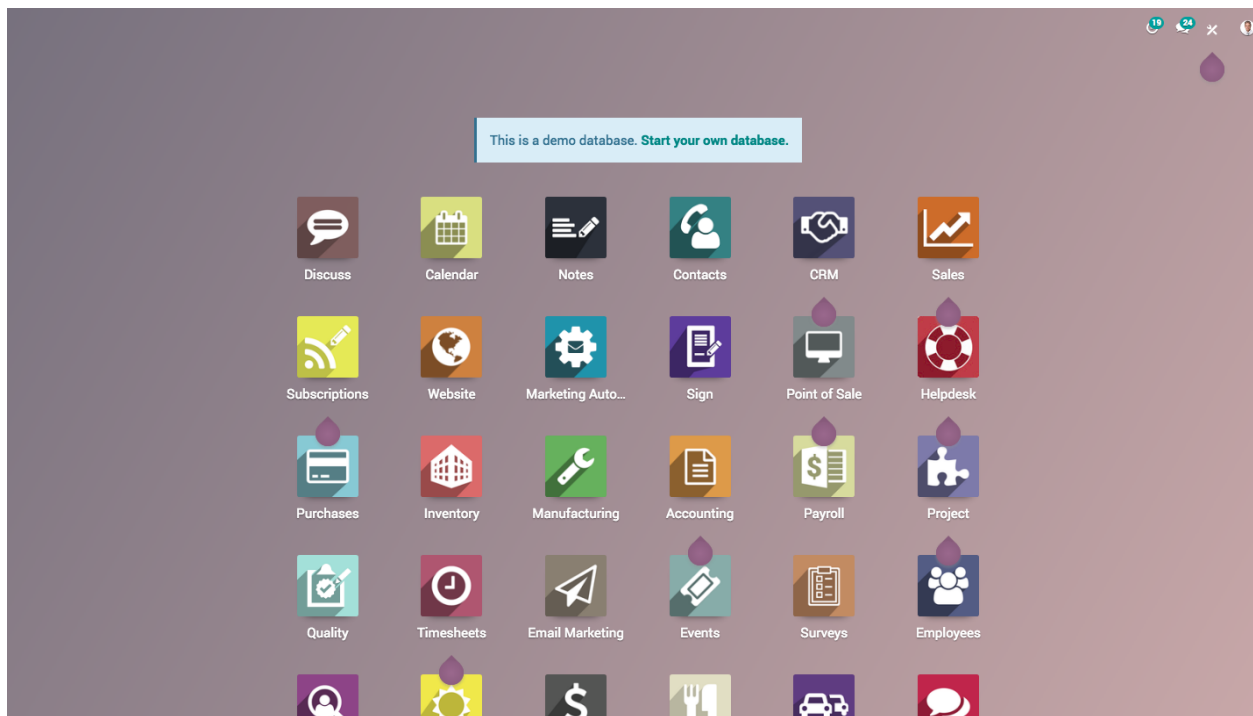 19 24
This is a demo database. Start your own database.
Discuss Calendar Notes Contacts CRM Sales
Subscriptions Website Marketing Auto... Sign Point of Sale Helpdesk
Purchases Inventory Manufacturing Accounting Payroll Project
Quality Timesheets Email Marketing Events Surveys Employees